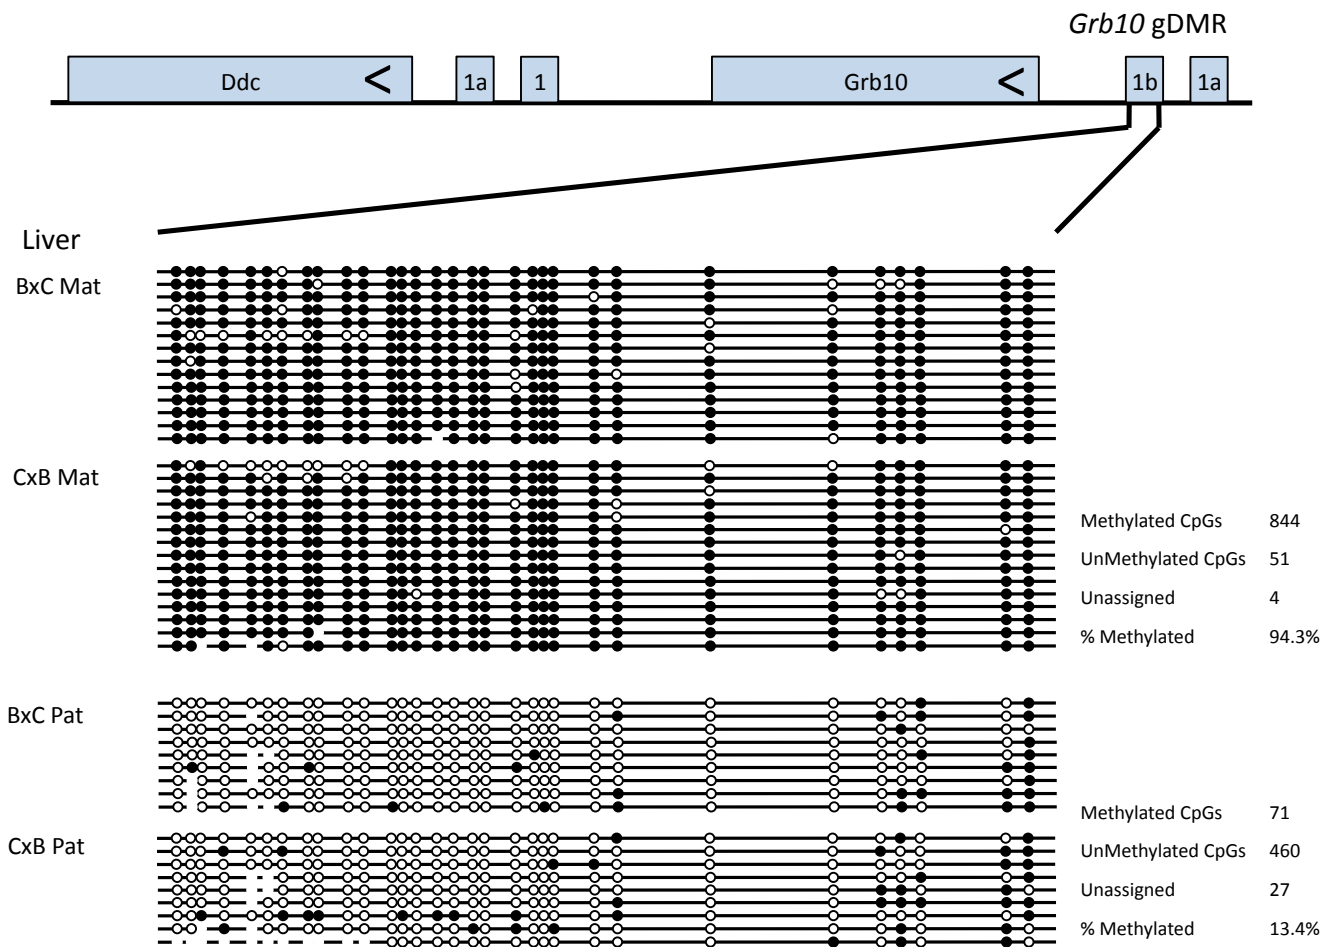 Grb10 gDMR
Ddc < 1a 1 Grb10 < 1b 1a
Liver
BxC Mat
CxB Mat
Methylated CpGs 844
UnMethylated CpGs 51
Unassigned 4
% Methylated 94.3%
BxC Pat
Methylated CpGs 71
CxB Pat
UnMethylated CpGs 460
Unassigned 27
% Methylated 13.4%